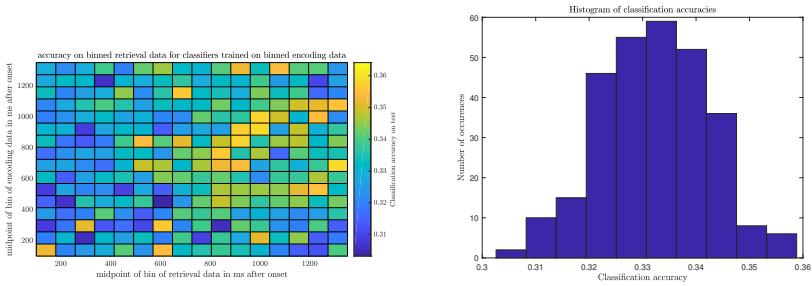 accuracy on binned retrieval data for classifiers trained on binned encoding data
midpoint of bin of encoding data in ms after onset
1200
1000
800
600
400
200
200 400 600 800 1000 1200
midpoint of bin of retrieval data in ms after onset
0.36
0.35
0.34
0.33
0.32
0.31
Classification accuracy on test
Histogram of classification accuracies
Number of occurences
60
50
40
30
20
10
0
0.3 0.31 0.32 0.33 0.34 0.35 0.36
Classification accuracy